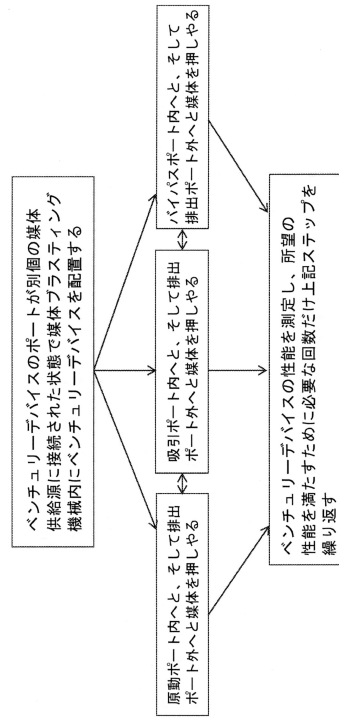 ベンチュリーデバイスのポートが別個の媒体
供給源に接続された状態で媒体ブラスティング
機械内にベンチュリーデバイスを配置する
原動ポート内へと、そして排出
ポート外へと媒体を押しやる
吸引ポート内へと、そして排出
ポート外へと媒体を押しやる
バイパスポート内へと、そして
排出ポート外へと媒体を押しやる
ベンチュリーデバイスの性能を測定し、所望の
性能を満たすために必要な回数だけ上記ステップを
繰り返す